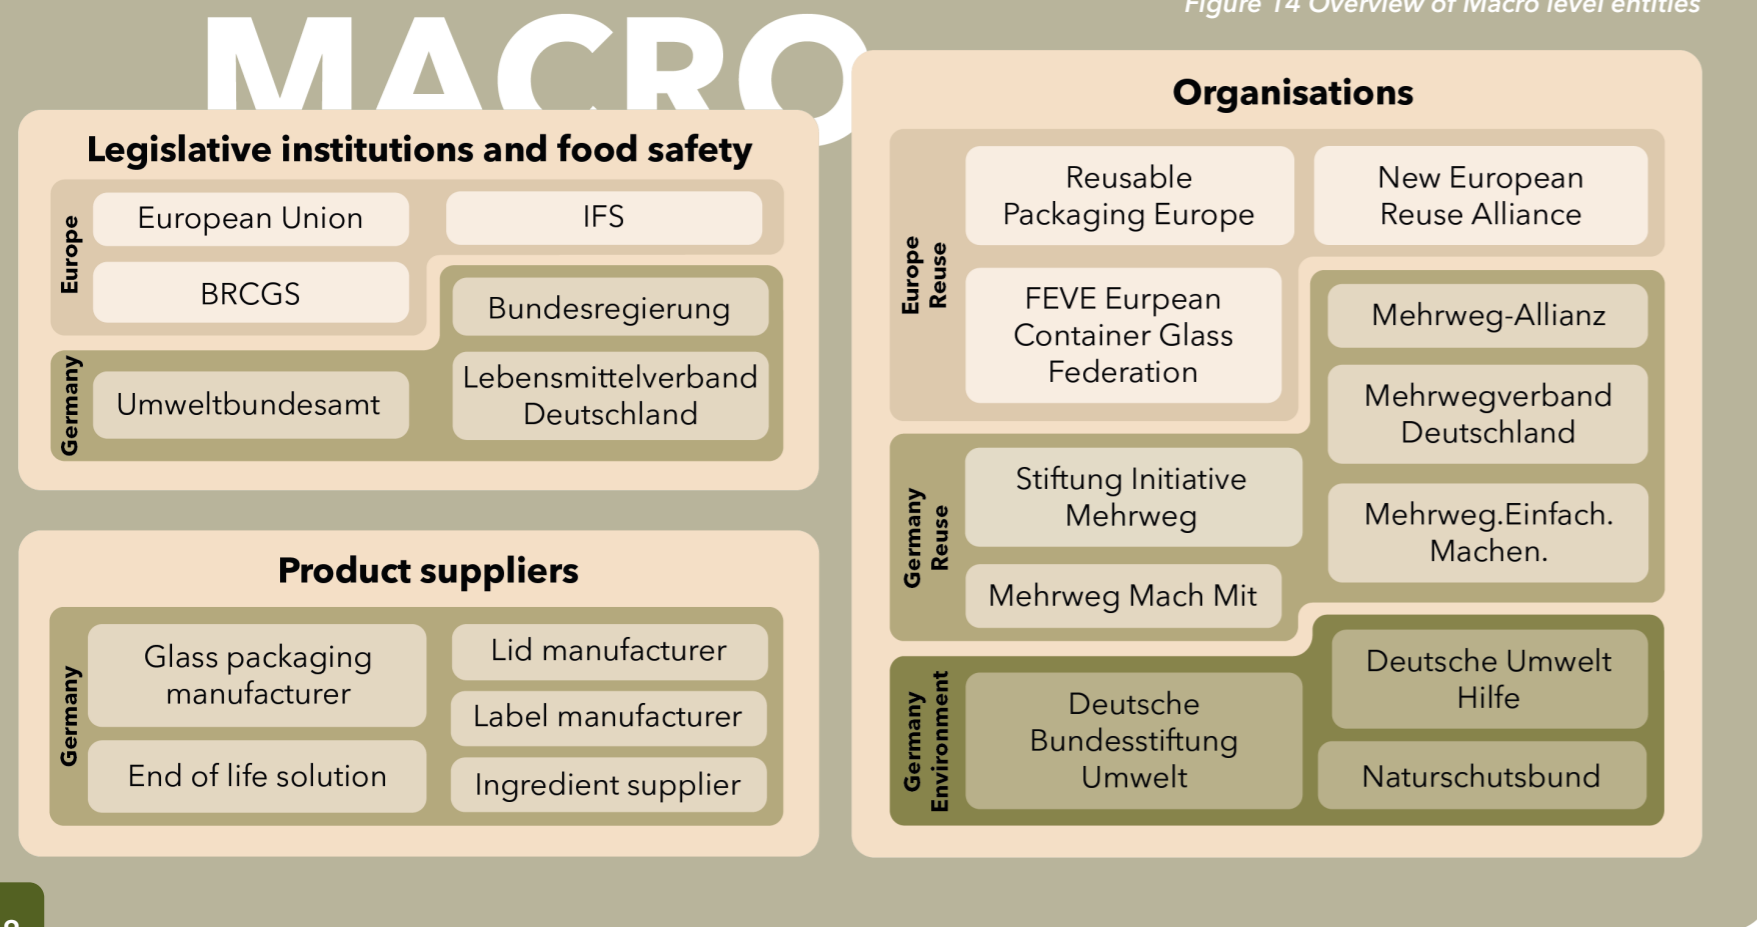 Figure 14 Overview of Macro level entities
MACRO
Legislative institutions and food safety
Europe
European Union
IFS
BRCGS
Germany
Bundesregierung
Umweltbundesamt
Lebensmittelverband
Deutschland
Product suppliers
Germany
Glass packaging
manufacturer
Lid manufacturer
Label manufacturer
End of life solution
Ingredient supplier
Organisations
Europe
Reuse
Reusable
Packaging Europe
New European
Reuse Alliance
FEVE Eurpean
Container Glass
Federation
Germany
Reuse
Mehrweg-Allianz
Mehrwegverband
Deutschland
Stiftung Initiative
Mehrweg
Mehrweg.Einfach.
Machen.
Mehrweg Mach Mit
Germany
Environment
Deutsche
Bundesstiftung
Umwelt
Deutsche Umwelt
Hilfe
Naturschutsbund